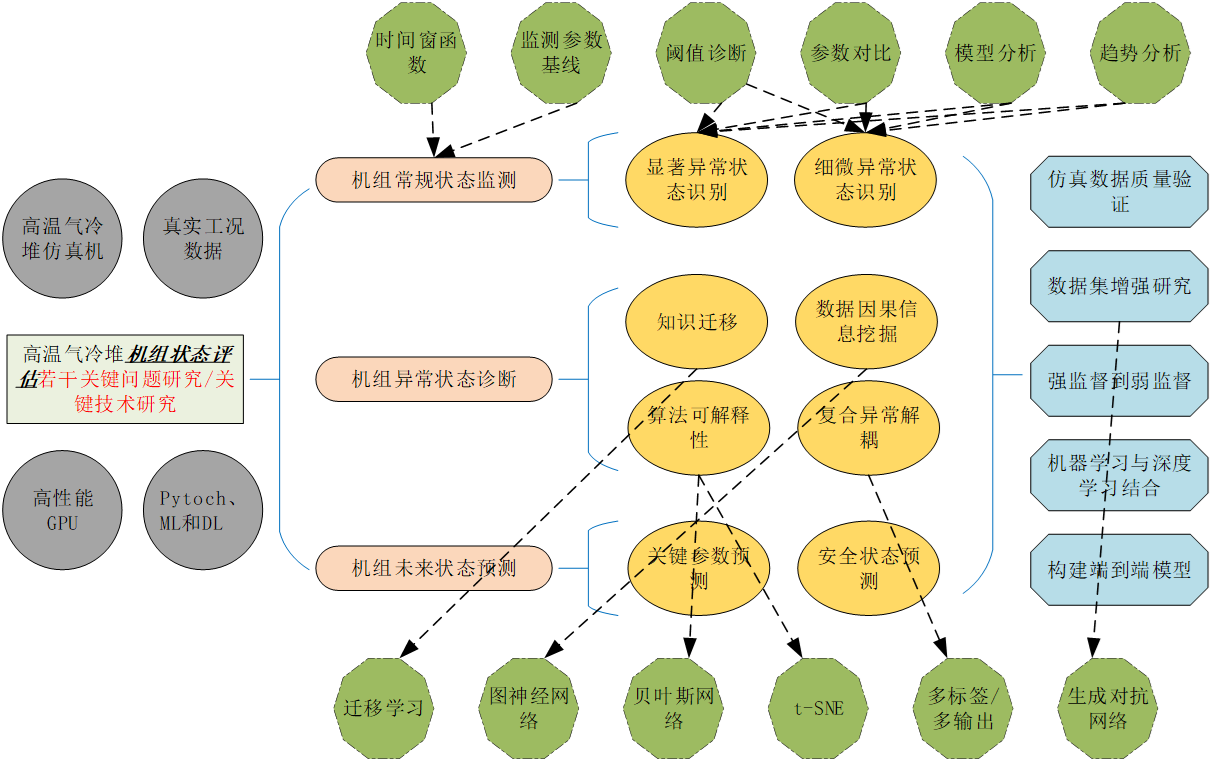 时间窗函
数
监测参数
基线
阈值诊断
参数对比
模型分析
趋势分析
机组常规状态监测
显著异常状
态识别
细微异常状
态识别
仿真数据质量验
证
高温气冷
堆仿真机
真实工况
数据
数据集增强研究
知识迁移
数据因果信
息挖掘
高温气冷堆机组状态评
估若干关键问题研究/关
键技术研究
机组异常状态诊断
强监督到弱监督
算法可解释
性
复合异常解
耦
机器学习与深度
学习结合
高性能
GPU
Pytoch、
ML和DL
机组未来状态预测
关键参数预
测
安全状态预
测
构建端到端模型
迁移学习
图神经网
络
贝叶斯网
络
t-SNE
多标签/
多输出
生成对抗
网络